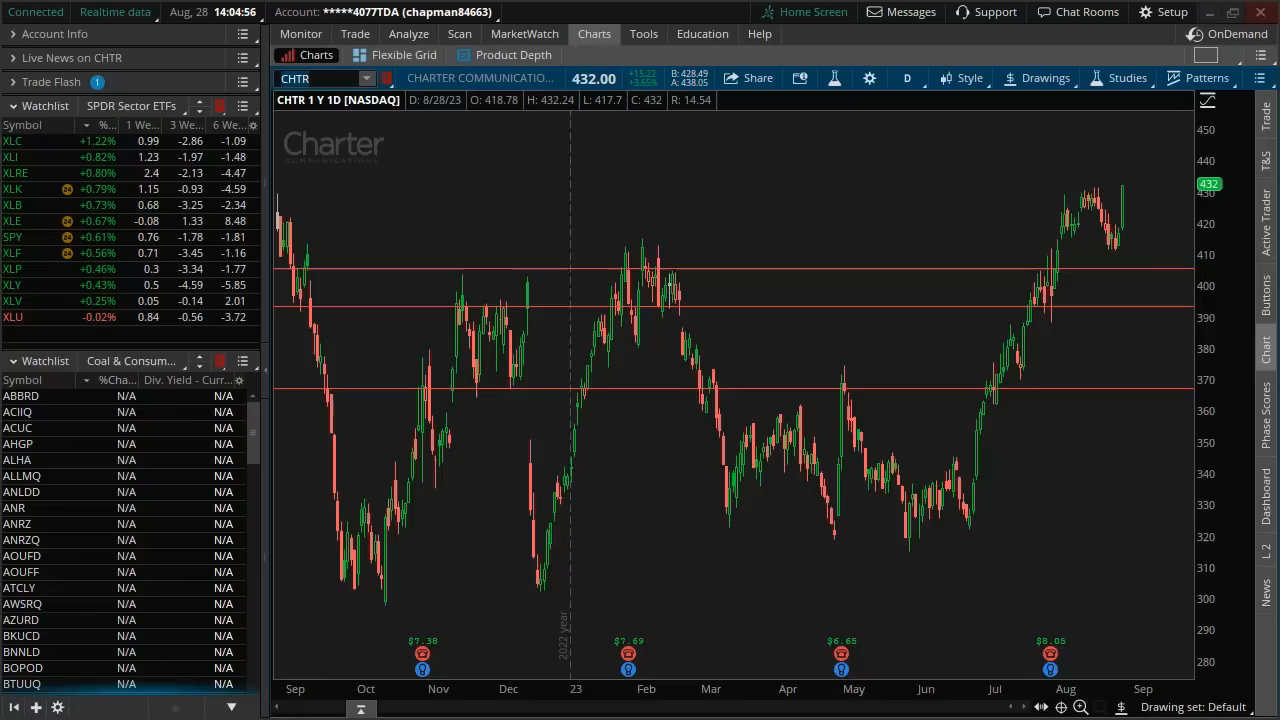 Connected Realtime data Aug, 28 14:04:56 Account: *****4077TDA (chapman84663) Home Screen Messages Support Chat Rooms Setup
Account Info Monitor Trade Analyze Scan MarketWatch Charts Tools Education Help OnDemand
Live News on CHTR Charts Flexible Grid Product Depth
Trade Flash 1 CHTR CHARTER COMMUNICATIO... 432.00 +15.22 +3.65% B: 428.49 A: 438.05 Share D Style Drawings Studies Patterns
Watchlist SPDR Sector ETFs CHTR 1 Y 1D [NASDAQ] D: 8/28/23 O: 418.78 H: 432.24 L: 417.7 C: 432 R: 14.54
Symbol %... 1 We... 3 We... 6 We...
XLC +1.22% 0.99 -2.86 -1.09
XLI +0.82% 1.23 -1.97 -1.48
XLRE +0.80% 2.4 -2.13 -4.47
XLK 24 +0.79% 1.15 -0.93 -4.59
XLB +0.73% 0.68 -3.25 -2.34
XLE 24 +0.67% -0.08 1.33 8.48
SPY 24 +0.61% 0.76 -1.78 -1.81
XLF 24 +0.56% 0.71 -3.45 -1.16
XLP +0.46% 0.3 -3.34 -1.77
XLY +0.43% 0.5 -4.59 -5.85
XLV +0.25% 0.05 -0.14 2.01
XLU -0.02% 0.84 -0.56 -3.72
Watchlist Coal & Consum...
Symbol %Cha... Div. Yield - Curr...
ACIIQ N/A N/A
ACUC N/A N/A
AHGP N/A N/A
ALHA N/A N/A
ALLMQ N/A N/A
ANLDD N/A N/A
ANR N/A N/A
ANRZ N/A N/A
ANRZQ N/A N/A
AOUFD N/A N/A
AOUFF N/A N/A
ATCLY N/A N/A
AWSRQ N/A N/A
AZURD N/A N/A
BKUCD N/A N/A
BNNLD N/A N/A
BOPOD N/A N/A
BTUUQ N/A N/A
Charter
COMMUNICATIONS
450
440
432
430
420
410
400
390
380
370
360
350
340
330
320
310
300
290
280
2022 year
$7.38 $7.69 $6.65 $8.05
Sep Oct Nov Dec 23 Feb Mar Apr May Jun Jul Aug Sep
Drawing set: Default
Trade
T&S
Active Trader
Buttons
Chart
Phase Scores
Dashboard
L 2
News